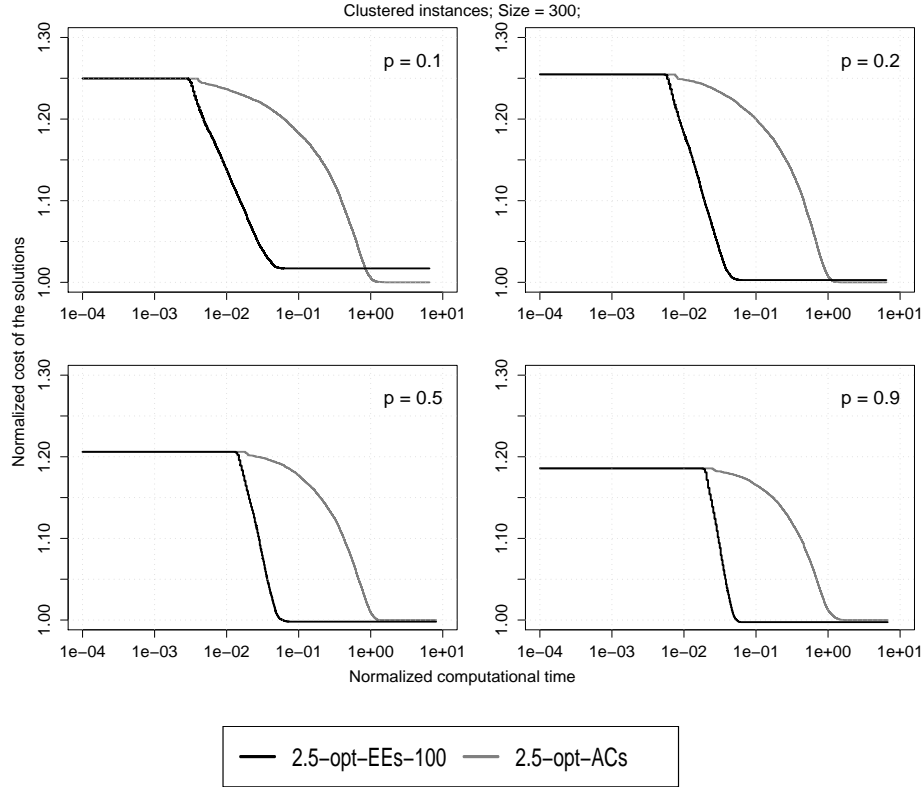 Clustered instances; Size = 300;
Normalized cost of the solutions
p = 0.1
1.30
1.20
1.10
1.00
1e−04 1e−03 1e−02 1e−01 1e+00 1e+01
p = 0.2
1.30
1.20
1.10
1.00
1e−04 1e−03 1e−02 1e−01 1e+00 1e+01
p = 0.5
1.30
1.20
1.10
1.00
1e−04 1e−03 1e−02 1e−01 1e+00 1e+01
p = 0.9
1.30
1.20
1.10
1.00
1e−04 1e−03 1e−02 1e−01 1e+00 1e+01
Normalized computational time
2.5−opt−EEs−100 2.5−opt−ACs